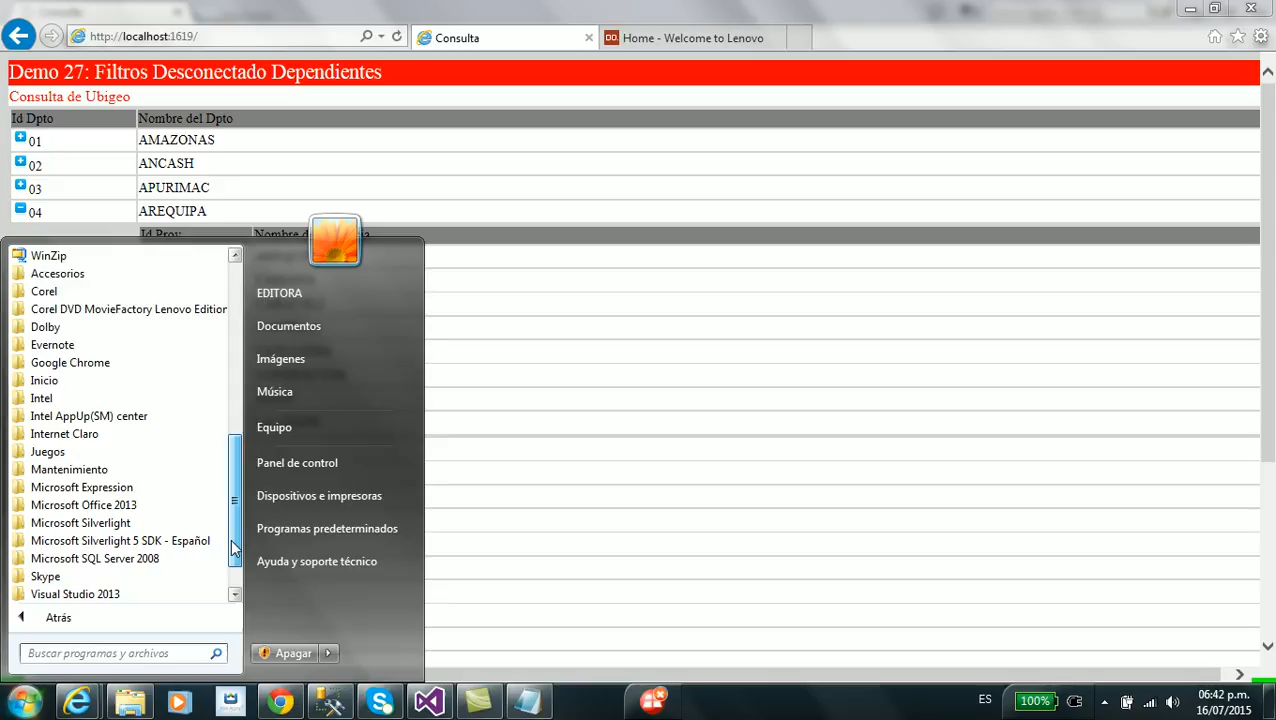 http://localhost:1619/
Consulta
Home - Welcome to Lenovo
Demo 27: Filtros Desconectado Dependientes
Consulta de Ubigeo
Id Dpto
Nombre del Dpto
01
AMAZONAS
02
ANCASH
03
APURIMAC
04
AREQUIPA
Id Prov
WinZip
Accesorios
Corel
Corel DVD MovieFactory Lenovo Edition
Dolby
Evernote
Google Chrome
Inicio
Intel
Intel AppUp(SM) center
Internet Claro
Juegos
Mantenimiento
Microsoft Expression
Microsoft Office 2013
Microsoft Silverlight
Microsoft Silverlight 5 SDK - Español
Microsoft SQL Server 2008
Skype
Visual Studio 2013
Atrás
Buscar programas y archivos
EDITORA
Documentos
Imágenes
Música
Equipo
Panel de control
Dispositivos e impresoras
Programas predeterminados
Ayuda y soporte técnico
Apagar
ES
100%
06:42 p.m.
16/07/2015